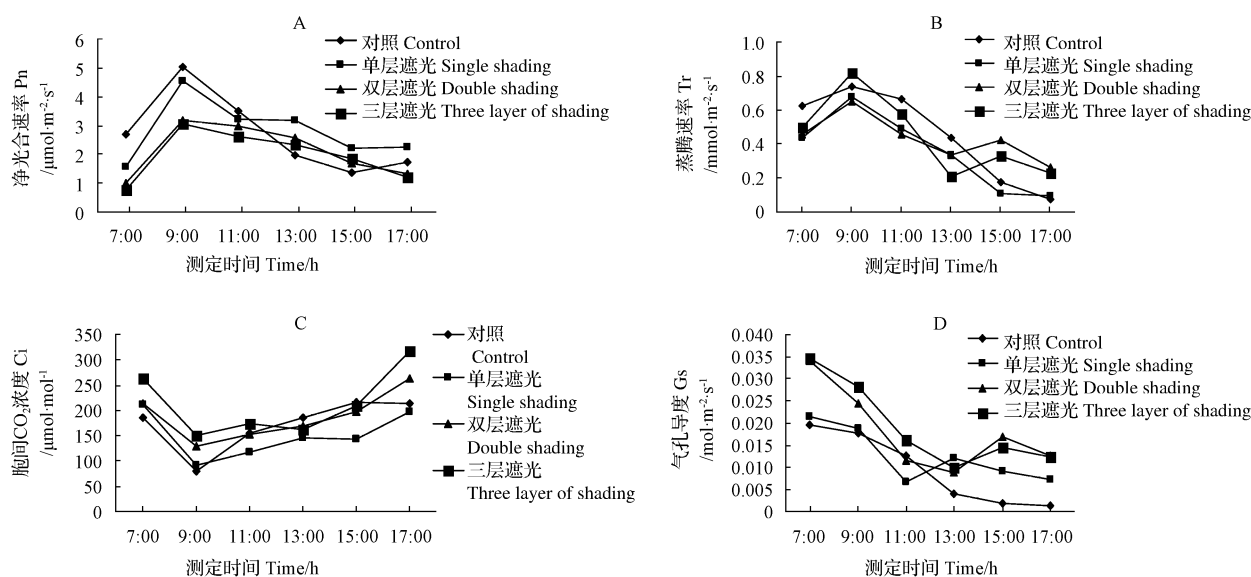 A
净光合速率 Pn
/μmol·m⁻²·s⁻¹
6
5
4
3
2
1
0
对照 Control
单层遮光 Single shading
双层遮光 Double shading
三层遮光 Three layer of shading
7:00 9:00 11:00 13:00 15:00 17:00
测定时间 Time/h
B
蒸腾速率 Tr
/mmol·m⁻²·s⁻¹
1.0
0.8
0.6
0.4
0.2
0
对照 Control
单层遮光 Single shading
双层遮光 Double shading
三层遮光 Three layer of shading
7:00 9:00 11:00 13:00 15:00 17:00
测定时间 Time/h
C
胞间CO₂浓度 Ci
/μmol·mol⁻¹
350
300
250
200
150
100
50
0
对照
Control
单层遮光
Single shading
双层遮光
Double shading
三层遮光
Three layer of shading
7:00 9:00 11:00 13:00 15:00 17:00
测定时间 Time/h
D
气孔导度 Gs
/mol·m⁻²·s⁻¹
0.040
0.035
0.030
0.025
0.020
0.015
0.010
0.005
0
对照 Control
单层遮光 Single shading
双层遮光 Double shading
三层遮光 Three layer of shading
7:00 9:00 11:00 13:00 15:00 17:00
测定时间 Time/h